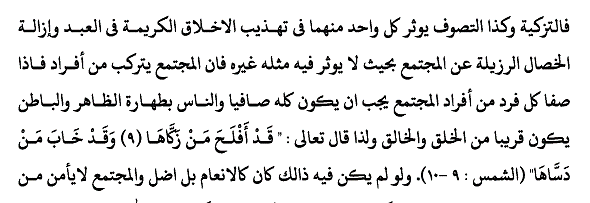 فالتزكية وكذا التصوف يوثر كل واحد منهما فى تهذيب الاخلاق الكريمة فى العبد وإزالة
الخصال الرزيلة عن المجتمع بحيث لا يوثر فيه مثله غيره فان المجتمع يتركب من أفراد فاذا
صفا كل فرد من أفراد المجتمع يجب ان يكون كله صافيا والناس بطهارة الظاهر والباطن
يكون قريبا من الخلق والخالق ولذا قال تعالى : " قَدْ أَفْلَحَ مَنْ زَكَّاهَا (٩) وَقَدْ خَابَ مَنْ
دَسَّاهَا" (الشمس : ٩ -١٠). ولو لم يكن فيه ذالك كان كالانعام بل اضل والمجتمع لايأمن من